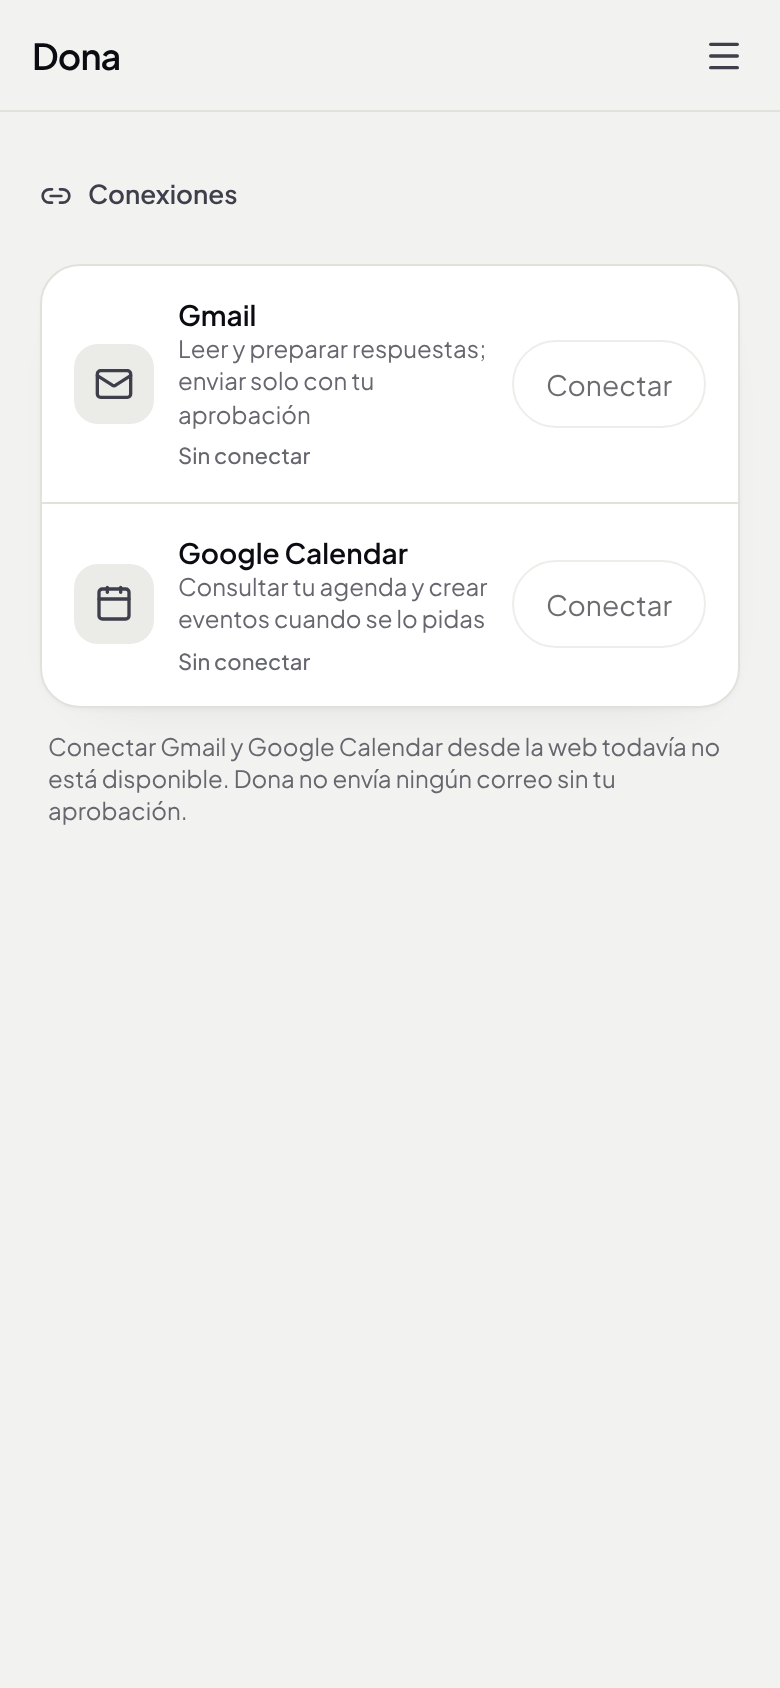 Dona
Conexiones
Gmail
Leer y preparar respuestas;
enviar solo con tu
aprobación
Sin conectar
Conectar
Google Calendar
Consultar tu agenda y crear
eventos cuando se lo pidas
Sin conectar
Conectar
Conectar Gmail y Google Calendar desde la web todavía no
está disponible. Dona no envía ningún correo sin tu
aprobación.